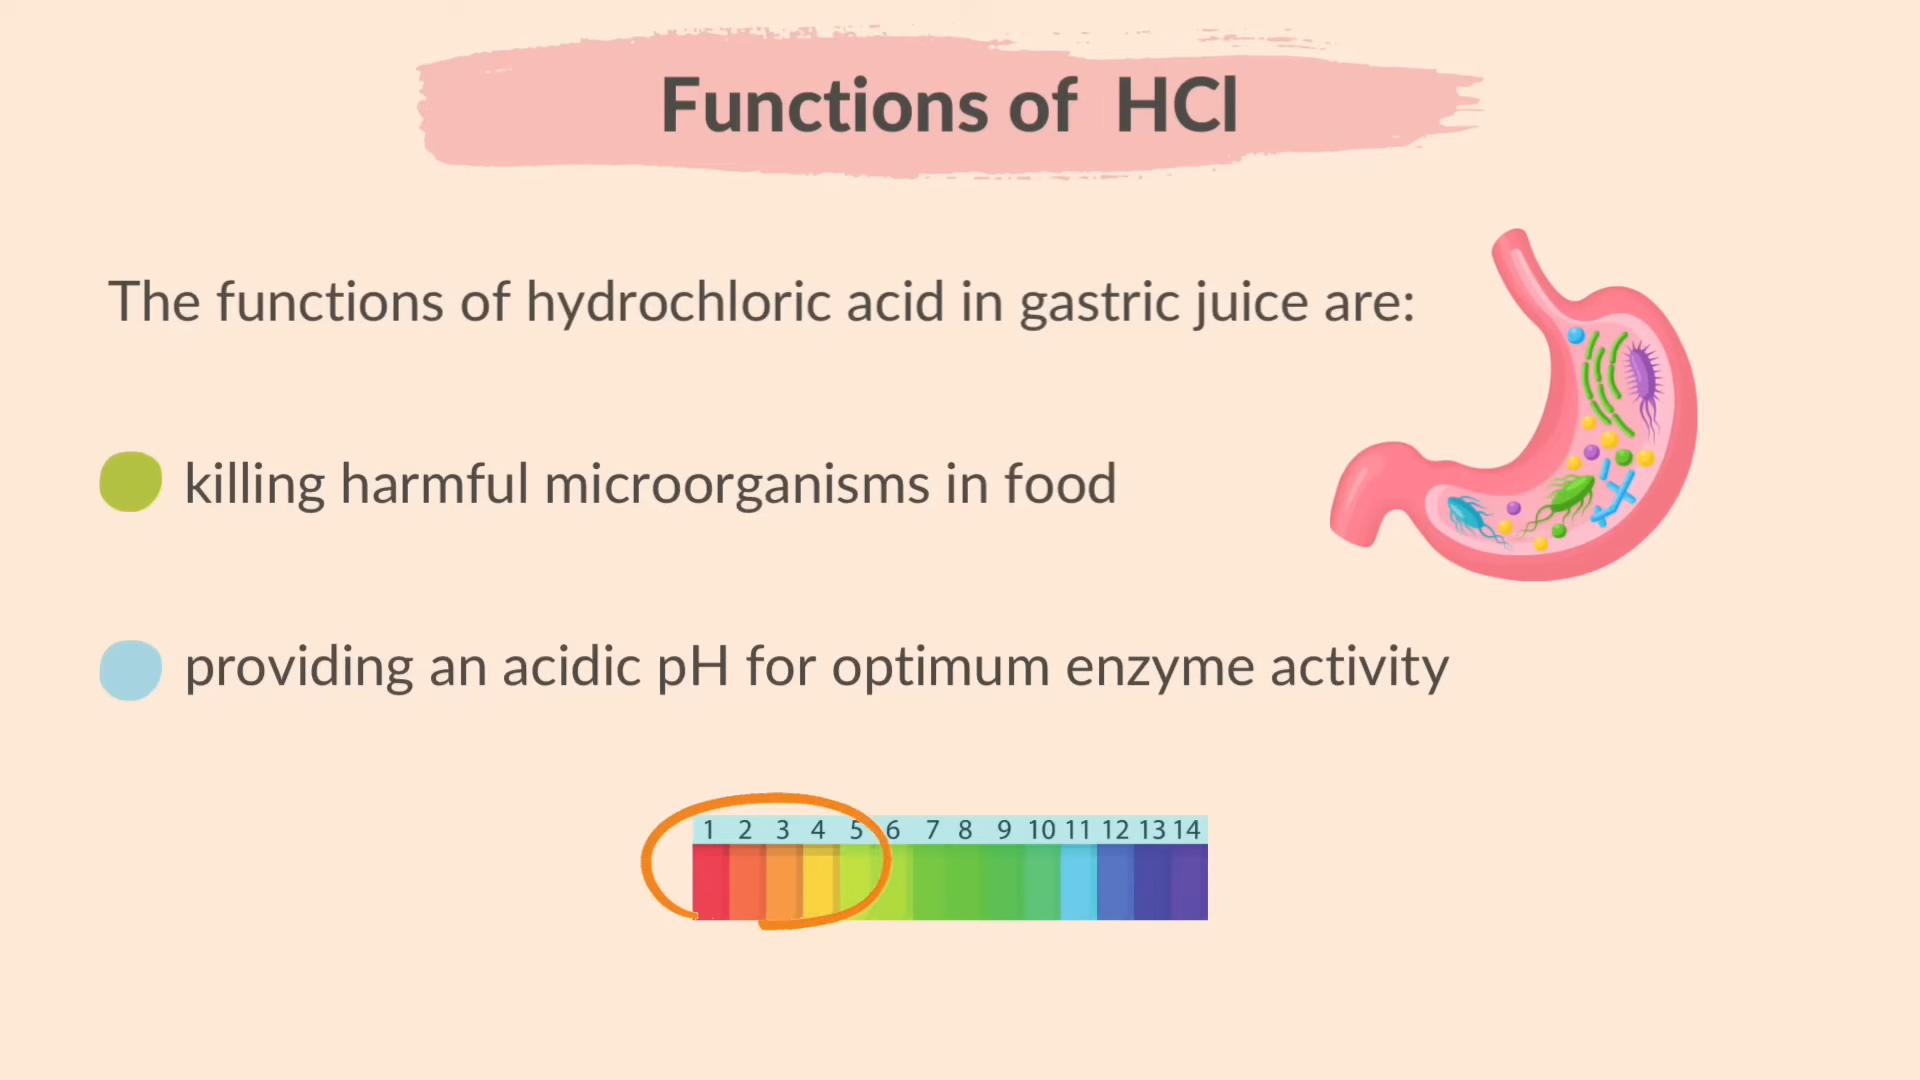 Functions of HCl
The functions of hydrochloric acid in gastric juice are:
killing harmful microorganisms in food
providing an acidic pH for optimum enzyme activity
1 2 3 4 5 6 7 8 9 10 11 12 13 14